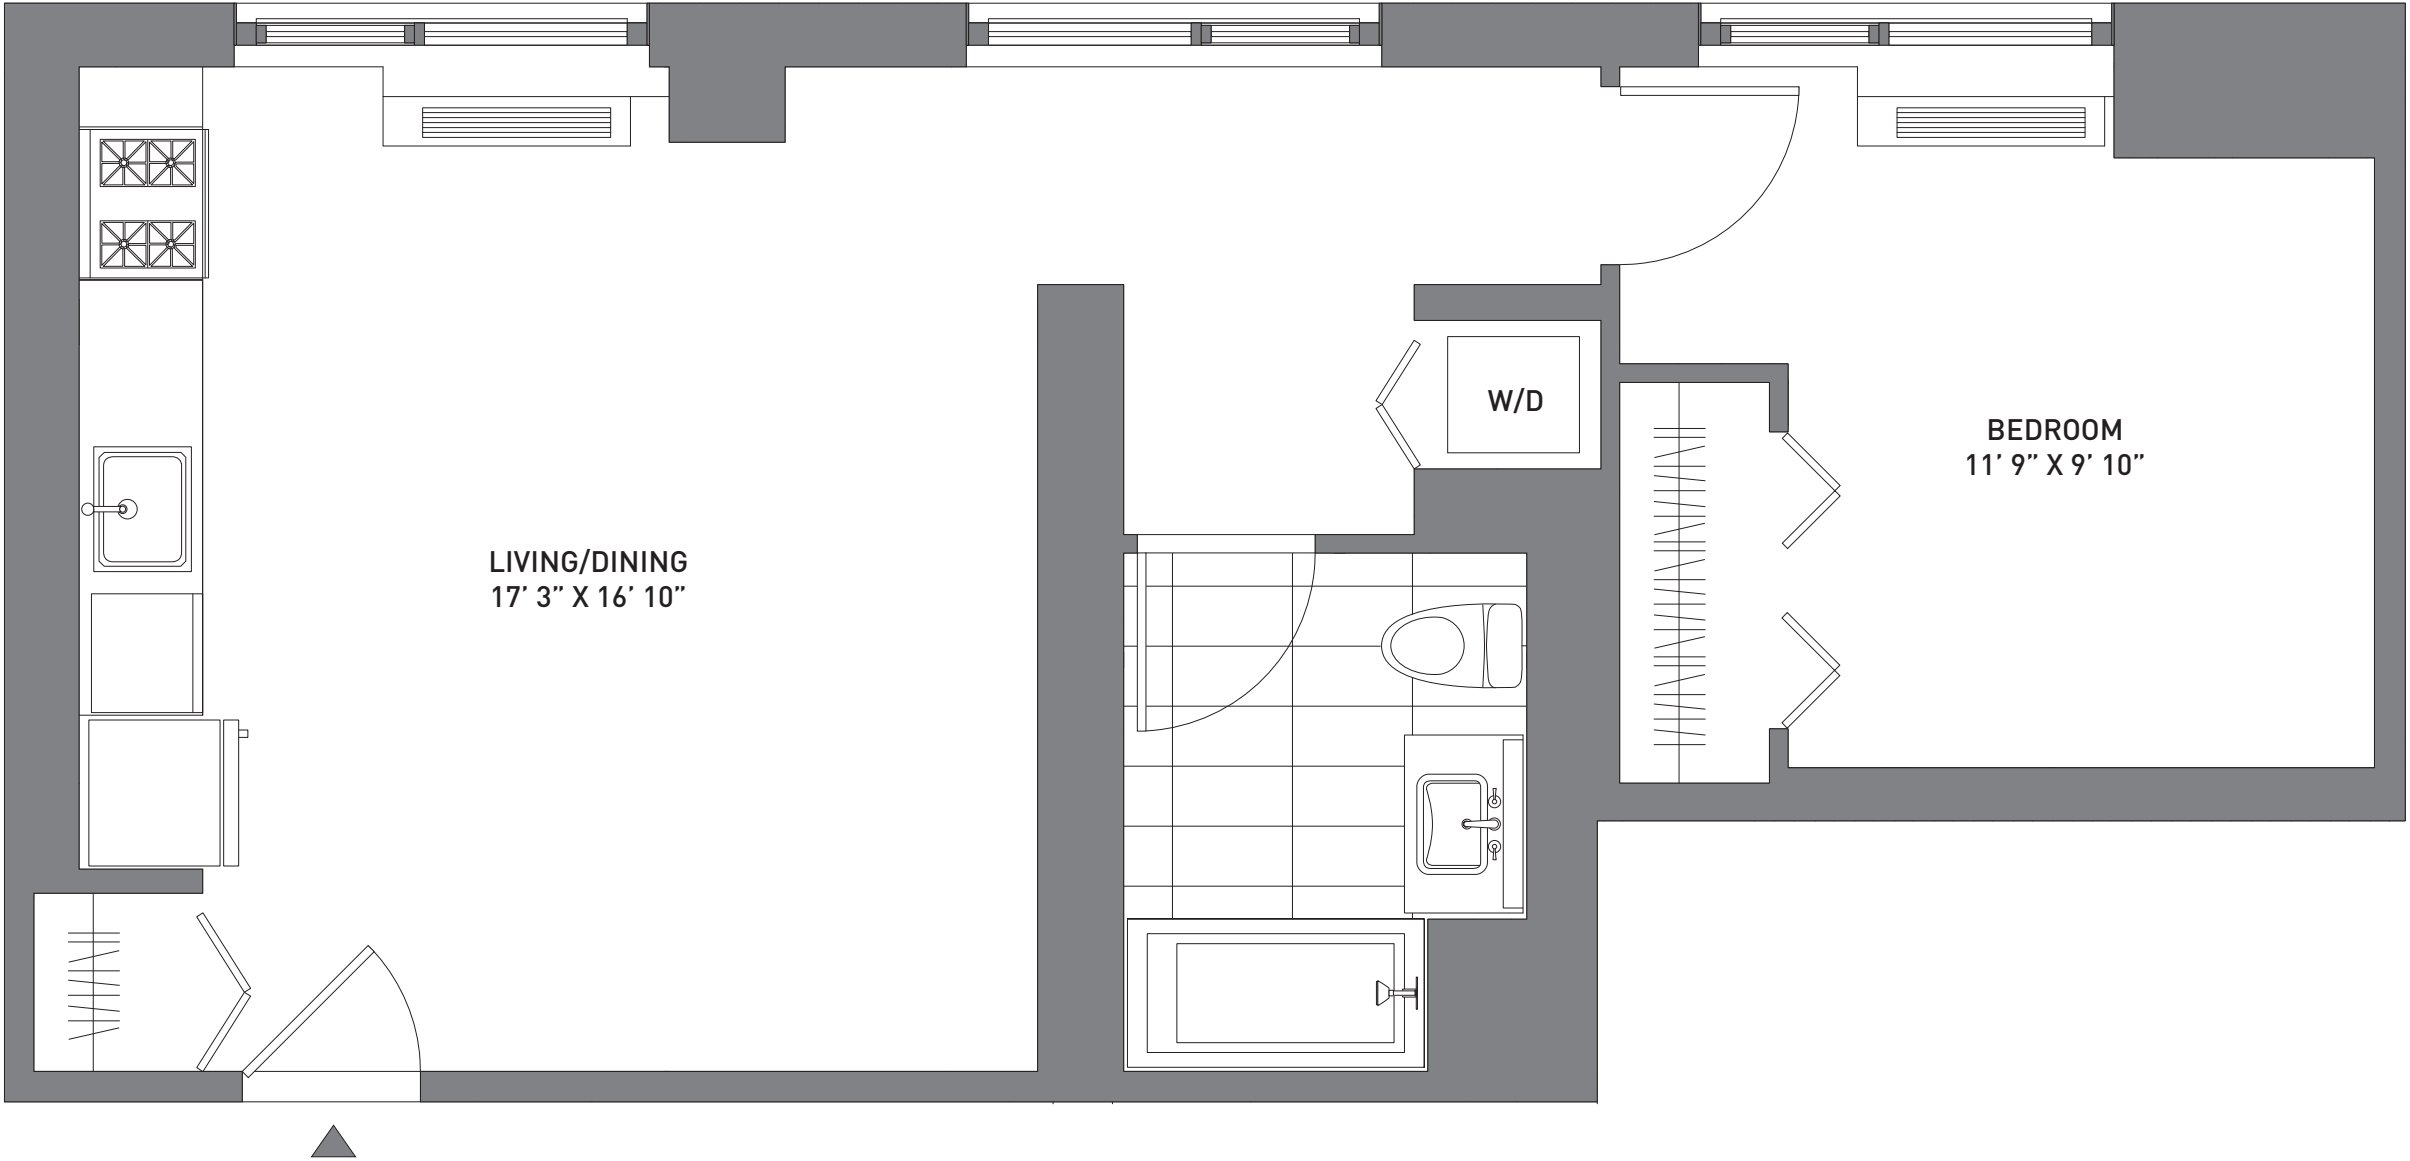 W/D
BEDROOM
11’ 9” X 9’ 10”
LIVING/DINING
17’ 3” X 16’ 10”